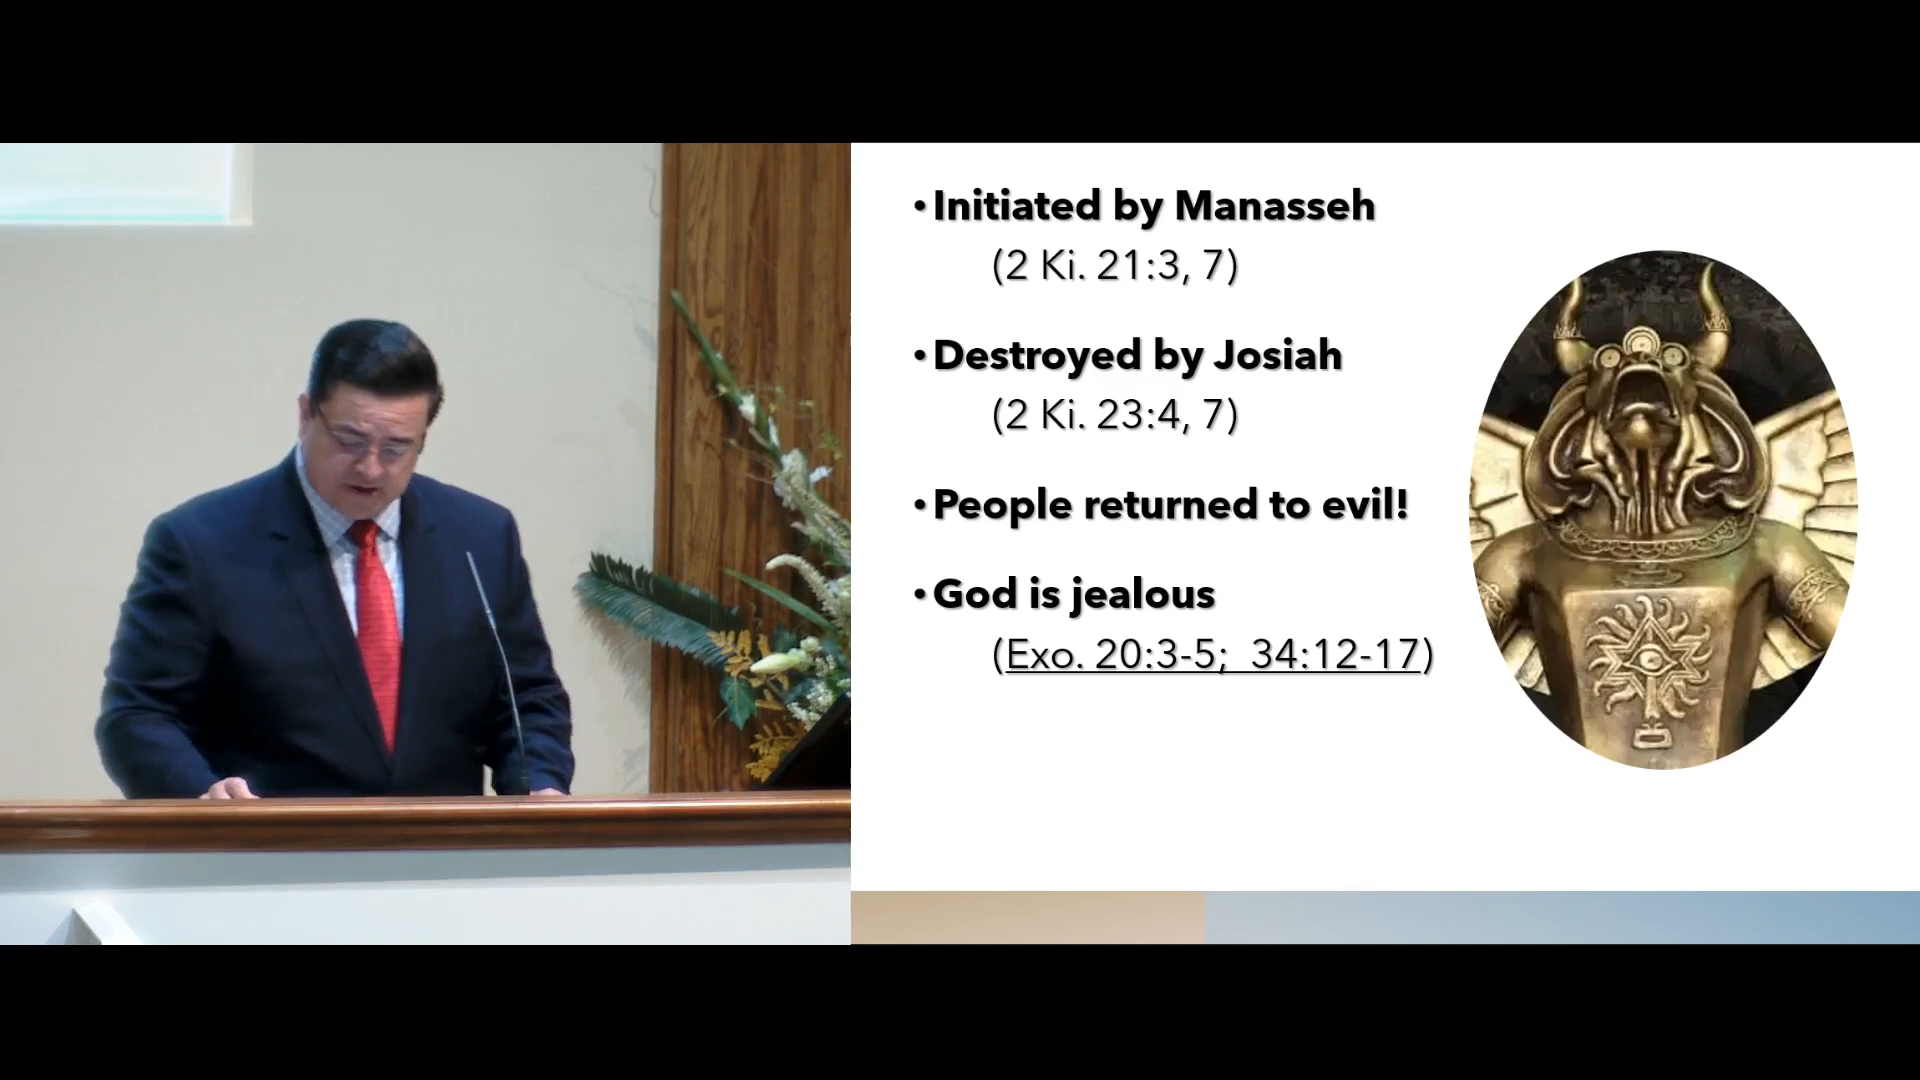 • Initiated by Manasseh
(2 Ki. 21:3, 7)
• Destroyed by Josiah
(2 Ki. 23:4, 7)
• People returned to evil!
• God is jealous
(Exo. 20:3-5;  34:12-17)